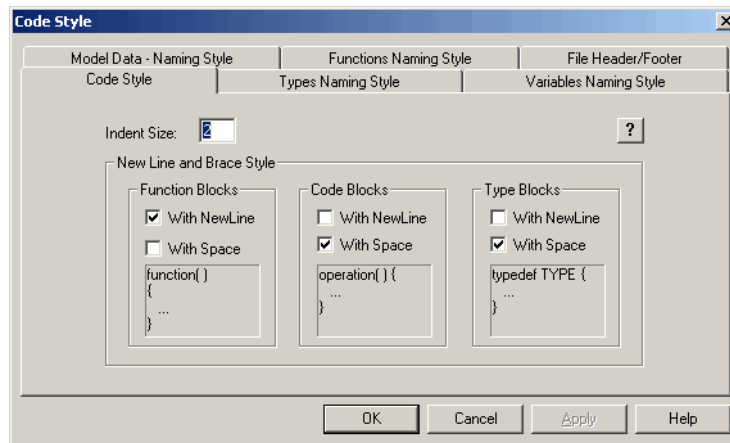 Code Style
Model Data - Naming Style Functions Naming Style File Header/Footer
Code Style Types Naming Style Variables Naming Style
Indent Size: 2 ?
New Line and Brace Style
Function Blocks Code Blocks Type Blocks
With NewLine With NewLine With NewLine
With Space With Space With Space
function( ) operation( ) { typedef TYPE {
{ ... ...
... } }
}
OK Cancel Apply Help